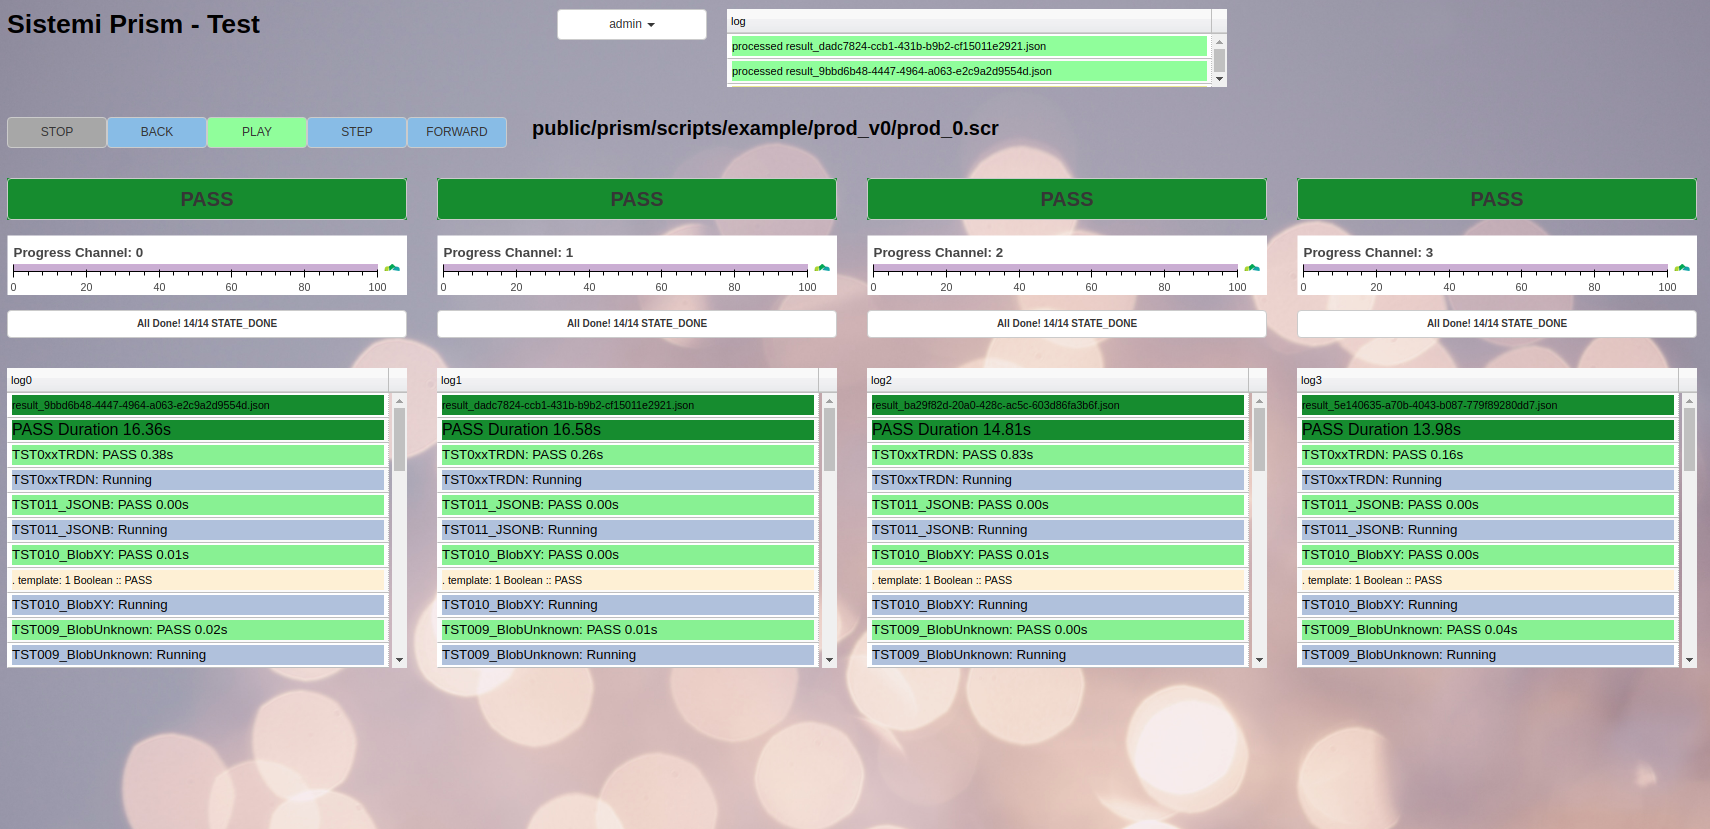 Sistemi Prism - Test
admin
log
processed result_dadc7824-ccb1-431b-b9b2-cf15011e2921.json
processed result_9bbd6b48-4447-4964-a063-e2c9a2d9554d.json
STOP BACK PLAY STEP FORWARD
public/prism/scripts/example/prod_v0/prod_0.scr
PASS
Progress Channel: 0
0 20 40 60 80 100
All Done! 14/14 STATE_DONE
log0
result_9bbd6b48-4447-4964-a063-e2c9a2d9554d.json
PASS Duration 16.36s
TST0xxTRDN: PASS 0.38s
TST0xxTRDN: Running
TST011_JSONB: PASS 0.00s
TST011_JSONB: Running
TST010_BlobXY: PASS 0.01s
. template: 1 Boolean :: PASS
TST010_BlobXY: Running
TST009_BlobUnknown: PASS 0.02s
TST009_BlobUnknown: Running
PASS
Progress Channel: 1
0 20 40 60 80 100
All Done! 14/14 STATE_DONE
log1
result_dadc7824-ccb1-431b-b9b2-cf15011e2921.json
PASS Duration 16.58s
TST0xxTRDN: PASS 0.26s
TST0xxTRDN: Running
TST011_JSONB: PASS 0.00s
TST011_JSONB: Running
TST010_BlobXY: PASS 0.00s
. template: 1 Boolean :: PASS
TST010_BlobXY: Running
TST009_BlobUnknown: PASS 0.01s
TST009_BlobUnknown: Running
PASS
Progress Channel: 2
0 20 40 60 80 100
All Done! 14/14 STATE_DONE
log2
result_ba29f82d-20a0-428c-ac5c-603d86fa3b6f.json
PASS Duration 14.81s
TST0xxTRDN: PASS 0.83s
TST0xxTRDN: Running
TST011_JSONB: PASS 0.00s
TST011_JSONB: Running
TST010_BlobXY: PASS 0.01s
. template: 1 Boolean :: PASS
TST010_BlobXY: Running
TST009_BlobUnknown: PASS 0.00s
TST009_BlobUnknown: Running
PASS
Progress Channel: 3
0 20 40 60 80 100
All Done! 14/14 STATE_DONE
log3
result_5e140635-a70b-4043-b087-779f89280dd7.json
PASS Duration 13.98s
TST0xxTRDN: PASS 0.16s
TST0xxTRDN: Running
TST011_JSONB: PASS 0.00s
TST011_JSONB: Running
TST010_BlobXY: PASS 0.00s
. template: 1 Boolean :: PASS
TST010_BlobXY: Running
TST009_BlobUnknown: PASS 0.04s
TST009_BlobUnknown: Running